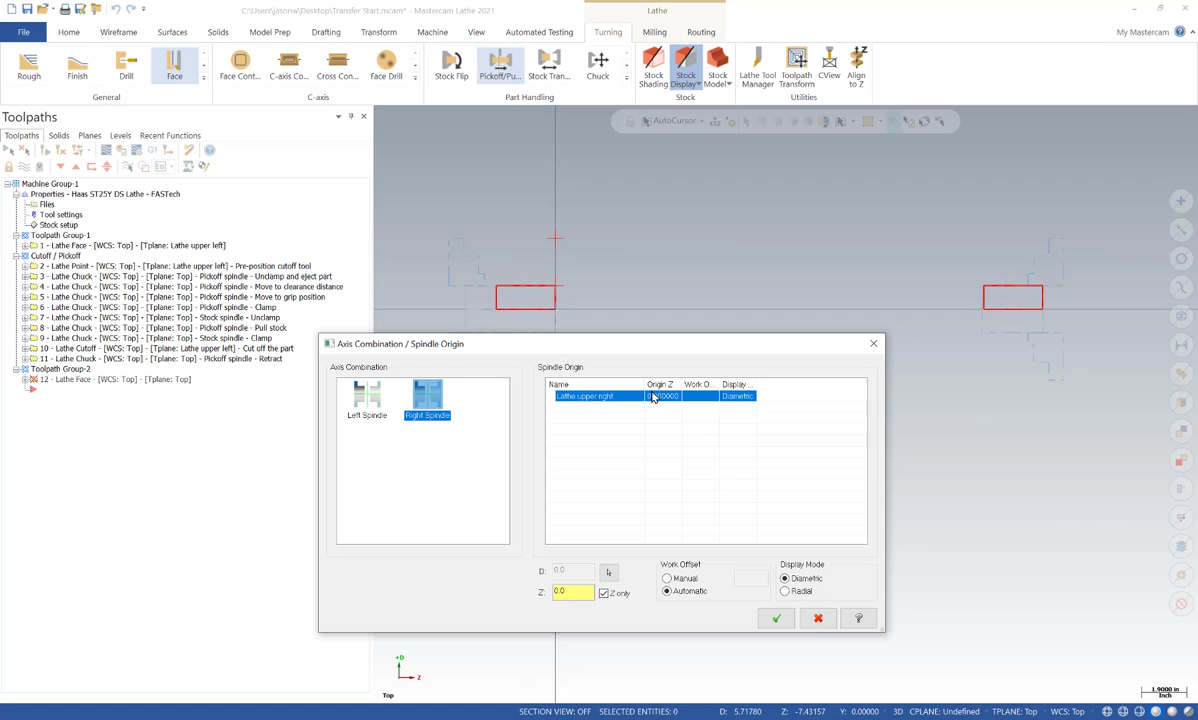 C:\Users\jasonw\Desktop\Transfer Start.mcam* - Mastercam Lathe 2021
Lathe
File Home Wireframe Surfaces Solids Model Prep Drafting Transform Machine View Automated Testing Turning Milling Routing
My Mastercam
Rough Finish Drill Face Face Cont... C-axis Co... Cross Con... Face Drill Stock Flip Pickoff/Pu... Stock Tran... Chuck Stock Shading Stock Display Stock Model Lathe Tool Manager Toolpath Transform CView Align to Z
General C-axis Part Handling Stock Utilities
Toolpaths
Toolpaths Solids Planes Levels Recent Functions
AutoCursor
G1
Machine Group-1
Properties - Haas ST25Y DS Lathe - FASTech
Files
Tool settings
Stock setup
Toolpath Group-1
1 - Lathe Face - [WCS: Top] - [Tplane: Lathe upper left]
Cutoff / Pickoff
2 - Lathe Point - [WCS: Top] - [Tplane: Lathe upper left] - Pre-position cutoff tool
3 - Lathe Chuck - [WCS: Top] - [Tplane: Top] - Pickoff spindle - Unclamp and eject part
4 - Lathe Chuck - [WCS: Top] - [Tplane: Top] - Pickoff spindle - Move to clearance distance
5 - Lathe Chuck - [WCS: Top] - [Tplane: Top] - Pickoff spindle - Move to grip position
6 - Lathe Chuck - [WCS: Top] - [Tplane: Top] - Pickoff spindle - Clamp
7 - Lathe Chuck - [WCS: Top] - [Tplane: Top] - Stock spindle - Unclamp
8 - Lathe Chuck - [WCS: Top] - [Tplane: Top] - Pickoff spindle - Pull stock
9 - Lathe Chuck - [WCS: Top] - [Tplane: Top] - Stock spindle - Clamp
10 - Lathe Cutoff - [WCS: Top] - [Tplane: Lathe upper left] - Cut off the part
11 - Lathe Chuck - [WCS: Top] - [Tplane: Top] - Pickoff spindle - Retract
Toolpath Group-2
12 - Lathe Face - [WCS: Top] - [Tplane: Top]
Axis Combination / Spindle Origin
Axis Combination
Left Spindle Right Spindle
Spindle Origin
Name Origin Z Work O... Display ...
Lathe upper right Diametric
D: 0.0
Z: 0.0 Z only
Work Offset
Manual
Automatic
Display Mode
Diametric
Radial
+D
Z
Top
1.9000 in
Inch
SECTION VIEW: OFF SELECTED ENTITIES: 0 D: 5.71780 Z: -7.43157 Y: 0.00000 3D CPLANE: Undefined TPLANE: Top WCS: Top